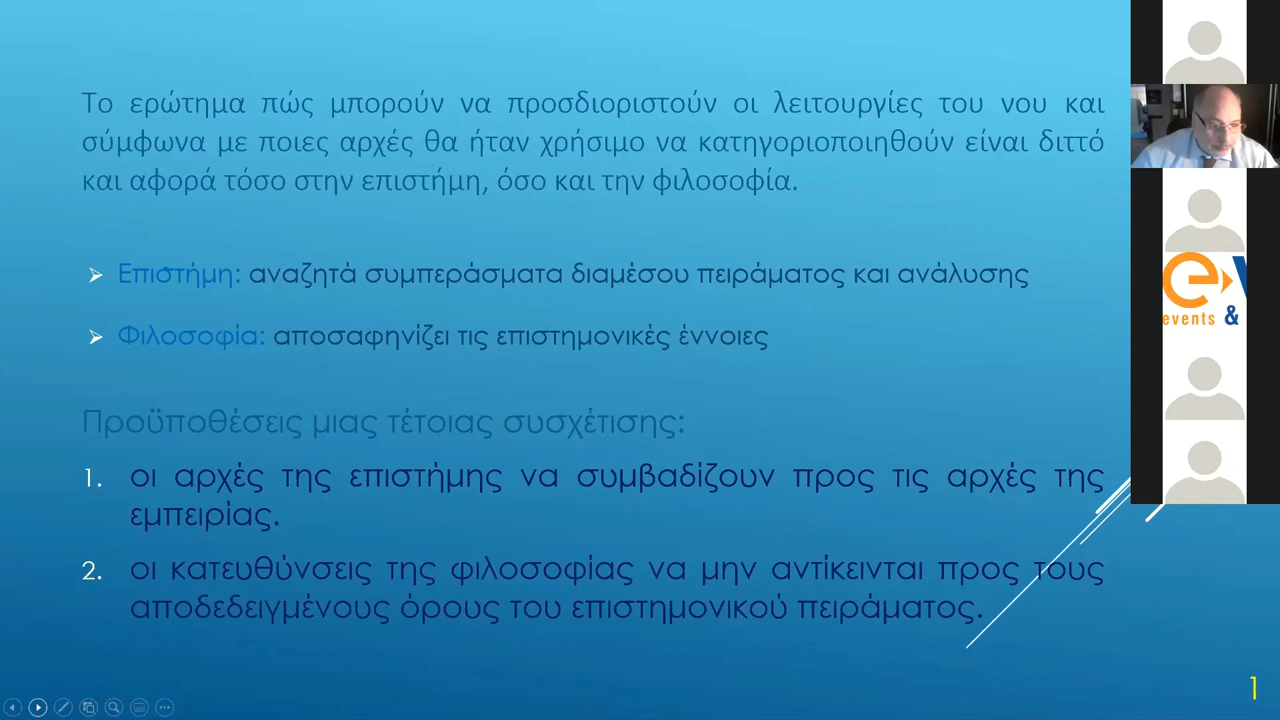 Το ερώτημα πώς μπορούν να προσδιοριστούν οι λειτουργίες του νου και
σύμφωνα με ποιες αρχές θα ήταν χρήσιμο να κατηγοριοποιηθούν είναι διττό
και αφορά τόσο στην επιστήμη, όσο και την φιλοσοφία.
Επιστήμη: αναζητά συμπεράσματα διαμέσου πειράματος και ανάλυσης
Φιλοσοφία: αποσαφηνίζει τις επιστημονικές έννοιες
Προϋποθέσεις μιας τέτοιας συσχέτισης:
1. οι αρχές της επιστήμης να συμβαδίζουν προς τις αρχές της
εμπειρίας.
2. οι κατευθύνσεις της φιλοσοφίας να μην αντίκεινται προς τους
αποδεδειγμένους όρους του επιστημονικού πειράματος.
events &
1